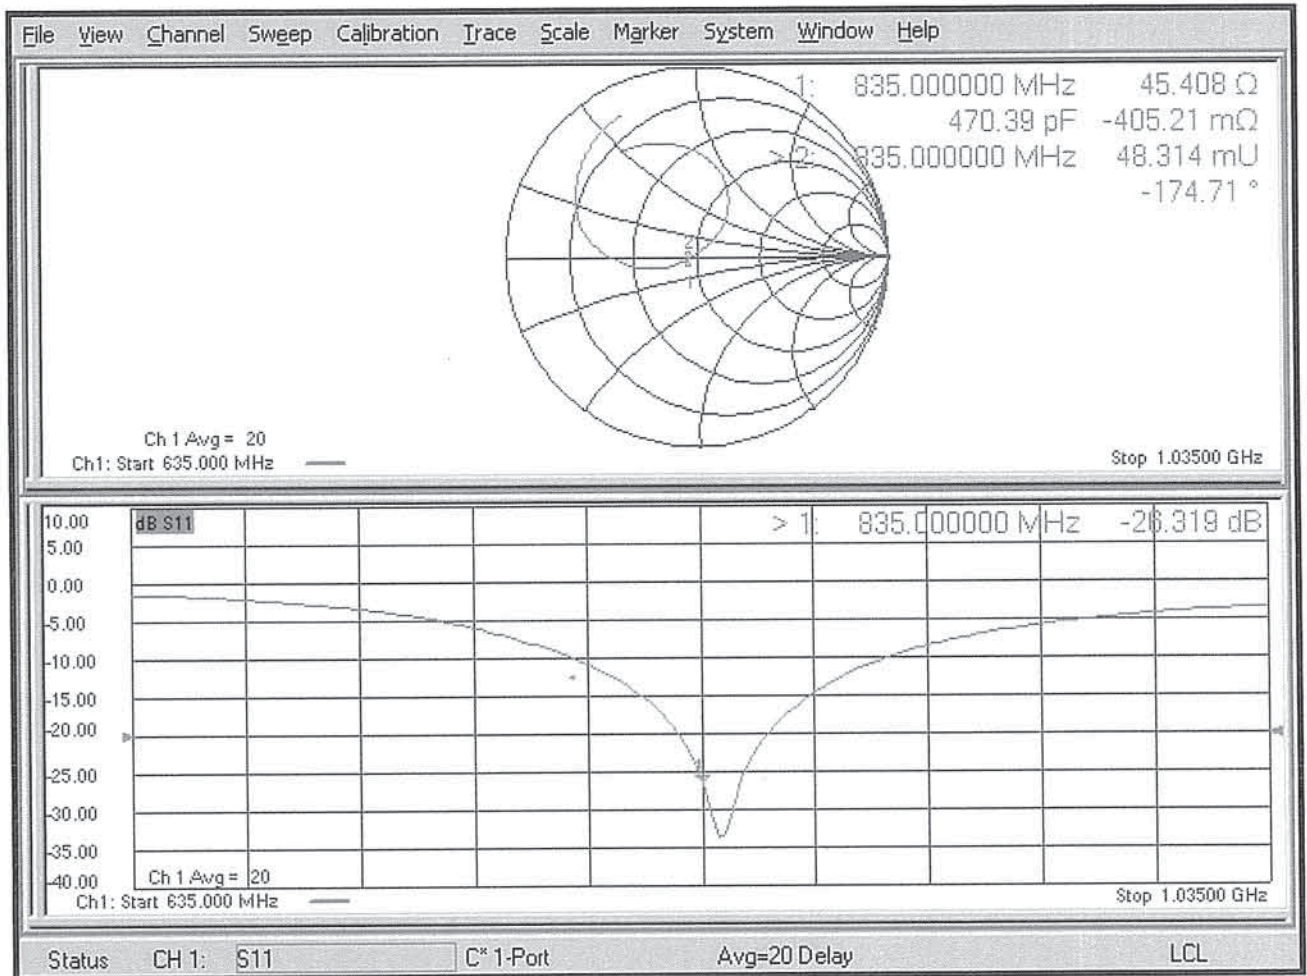 File View Channel Sweep Calibration Trace Scale Marker System Window Help
1: 835.000000 MHz 45.408 Ω
470.39 pF -405.21 mΩ
> 2: 835.000000 MHz 48.314 mU
-174.71 °
2
1
Ch 1 Avg = 20
Ch1: Start 635.000 MHz
Stop 1.03500 GHz
10.00 dB S11 > 1: 835.000000 MHz -26.319 dB
5.00
0.00
-5.00
-10.00
-15.00
-20.00
-25.00
1
-30.00
-35.00
-40.00
Ch 1 Avg = 20
Ch1: Start 635.000 MHz
Stop 1.03500 GHz
Status CH 1: S11 C* 1-Port Avg=20 Delay LCL